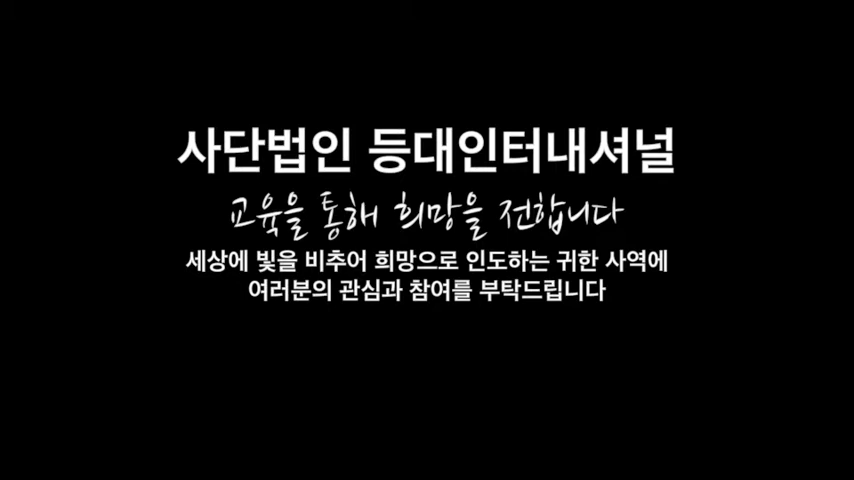 사단법인 등대인터내셔널
교육을 통해 희망을 전합니다
세상에 빛을 비추어 희망으로 인도하는 귀한 사역에
여러분의 관심과 참여를 부탁드립니다